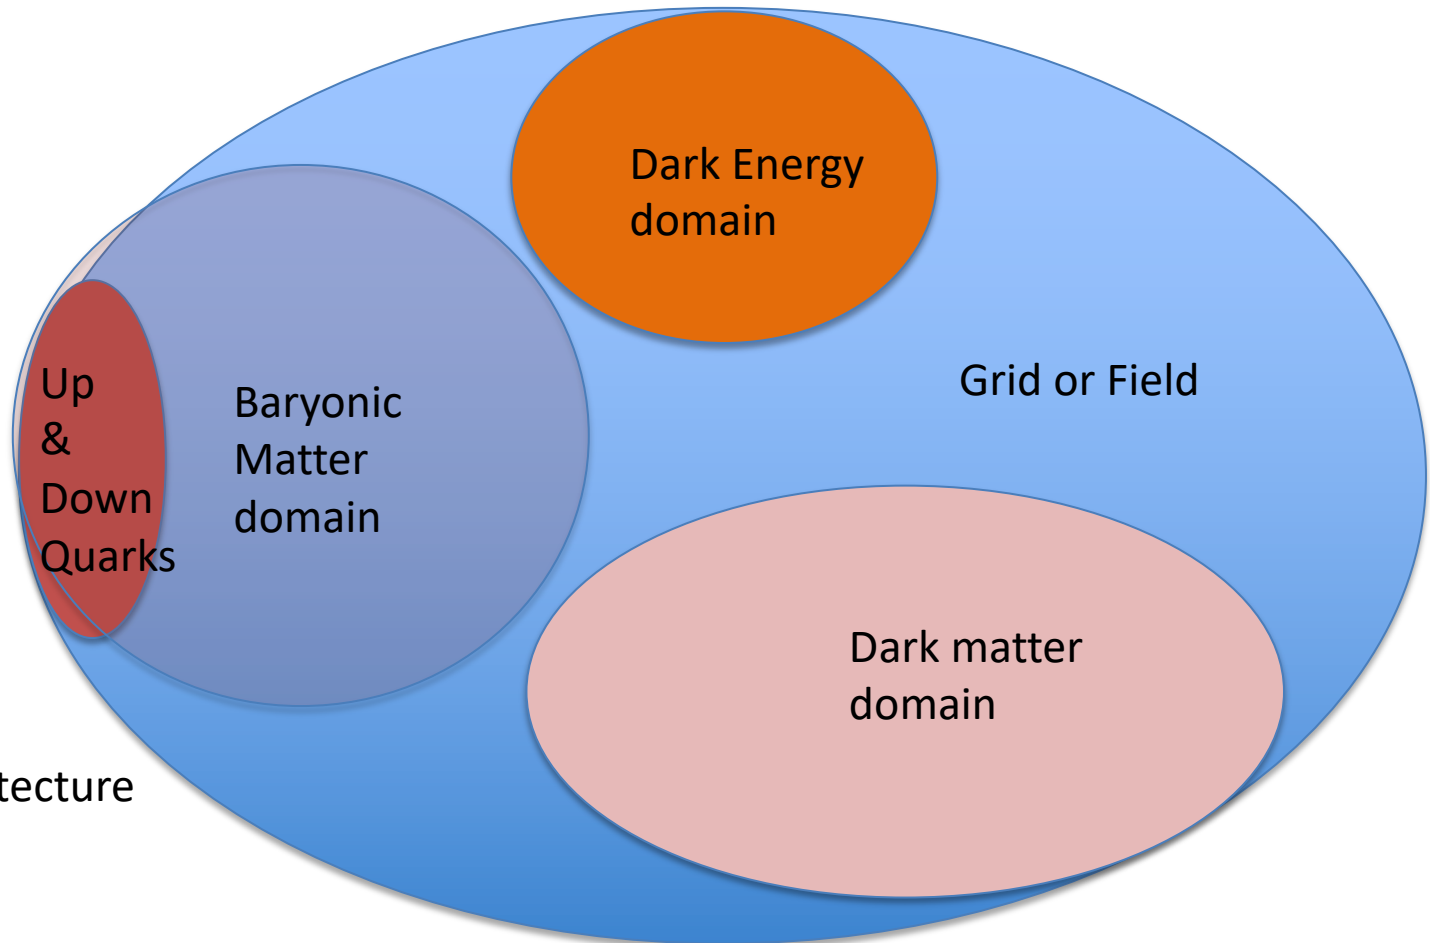 Dark Energy
domain
Up
&
Down
Quarks
Baryonic
Matter
domain
Grid or Field
Dark matter
domain
tecture